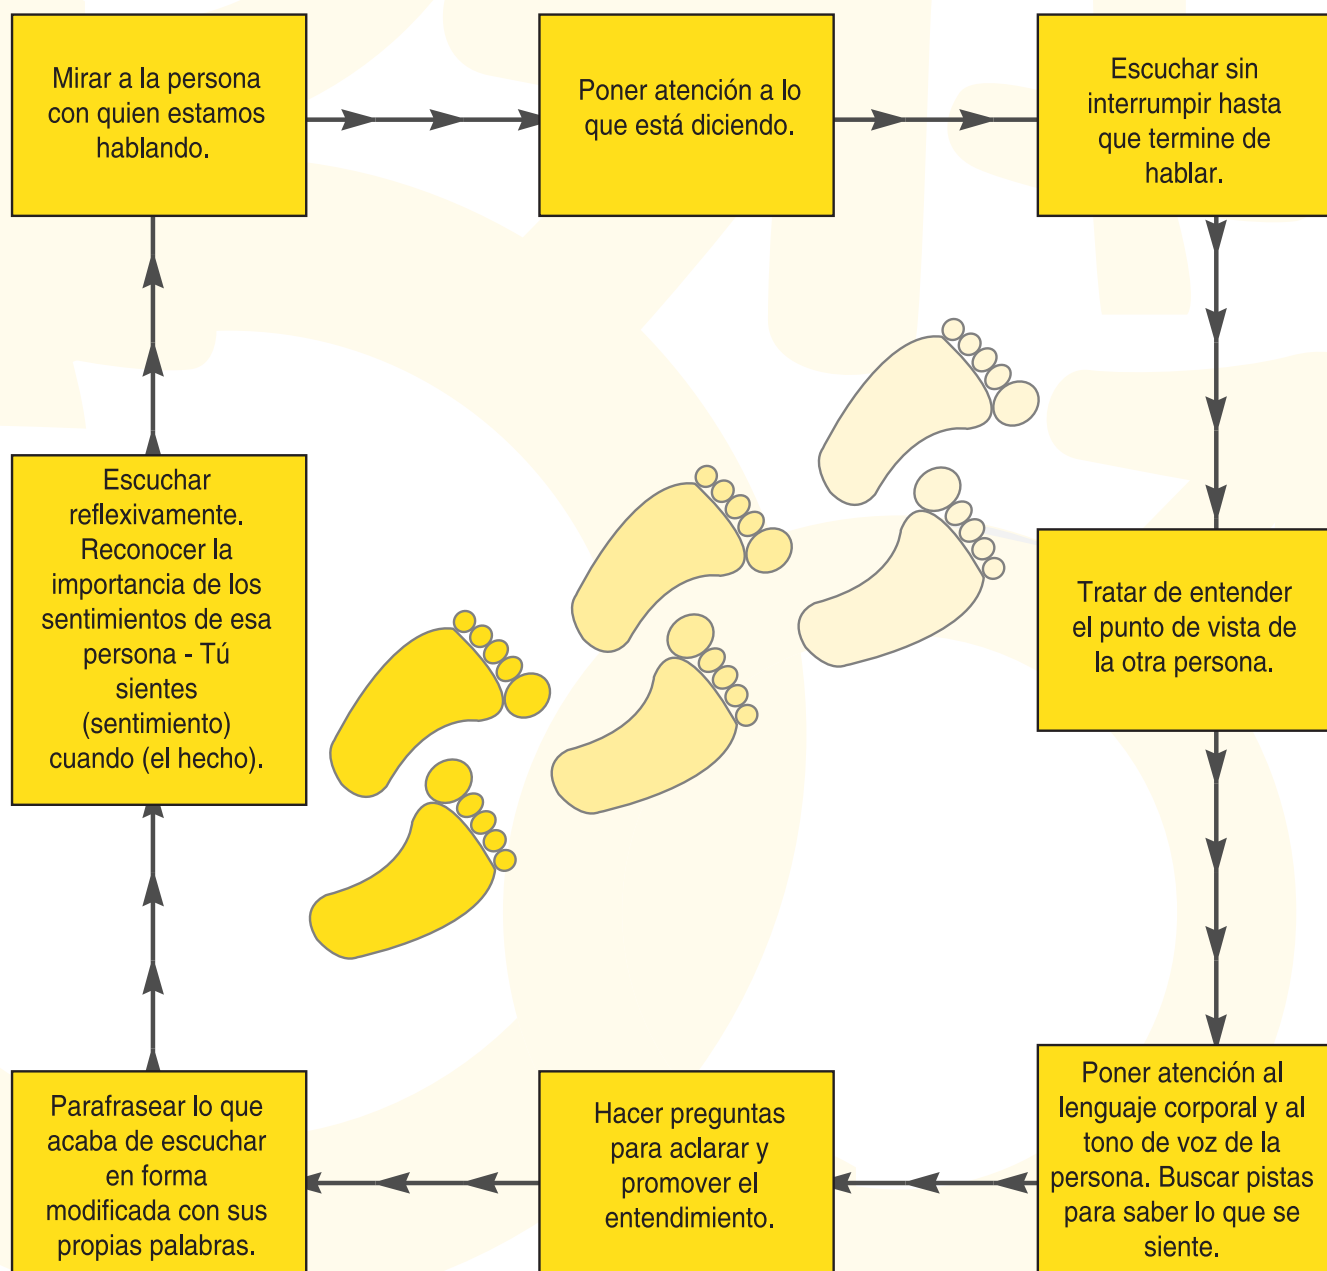 Mirar a la persona
con quien estamos
hablando.
Poner atención a lo
que está diciendo.
Escuchar sin
interrumpir hasta
que termine de
hablar.
Tratar de entender
el punto de vista de
la otra persona.
Poner atención al
lenguaje corporal y al
tono de voz de la
persona. Buscar pistas
para saber lo que se
siente.
Hacer preguntas
para aclarar y
promover el
entendimiento.
Parafrasear lo que
acaba de escuchar
en forma
modificada con sus
propias palabras.
Escuchar
reflexivamente.
Reconocer la
importancia de los
sentimientos de esa
persona - Tú
sientes
(sentimiento)
cuando (el hecho).